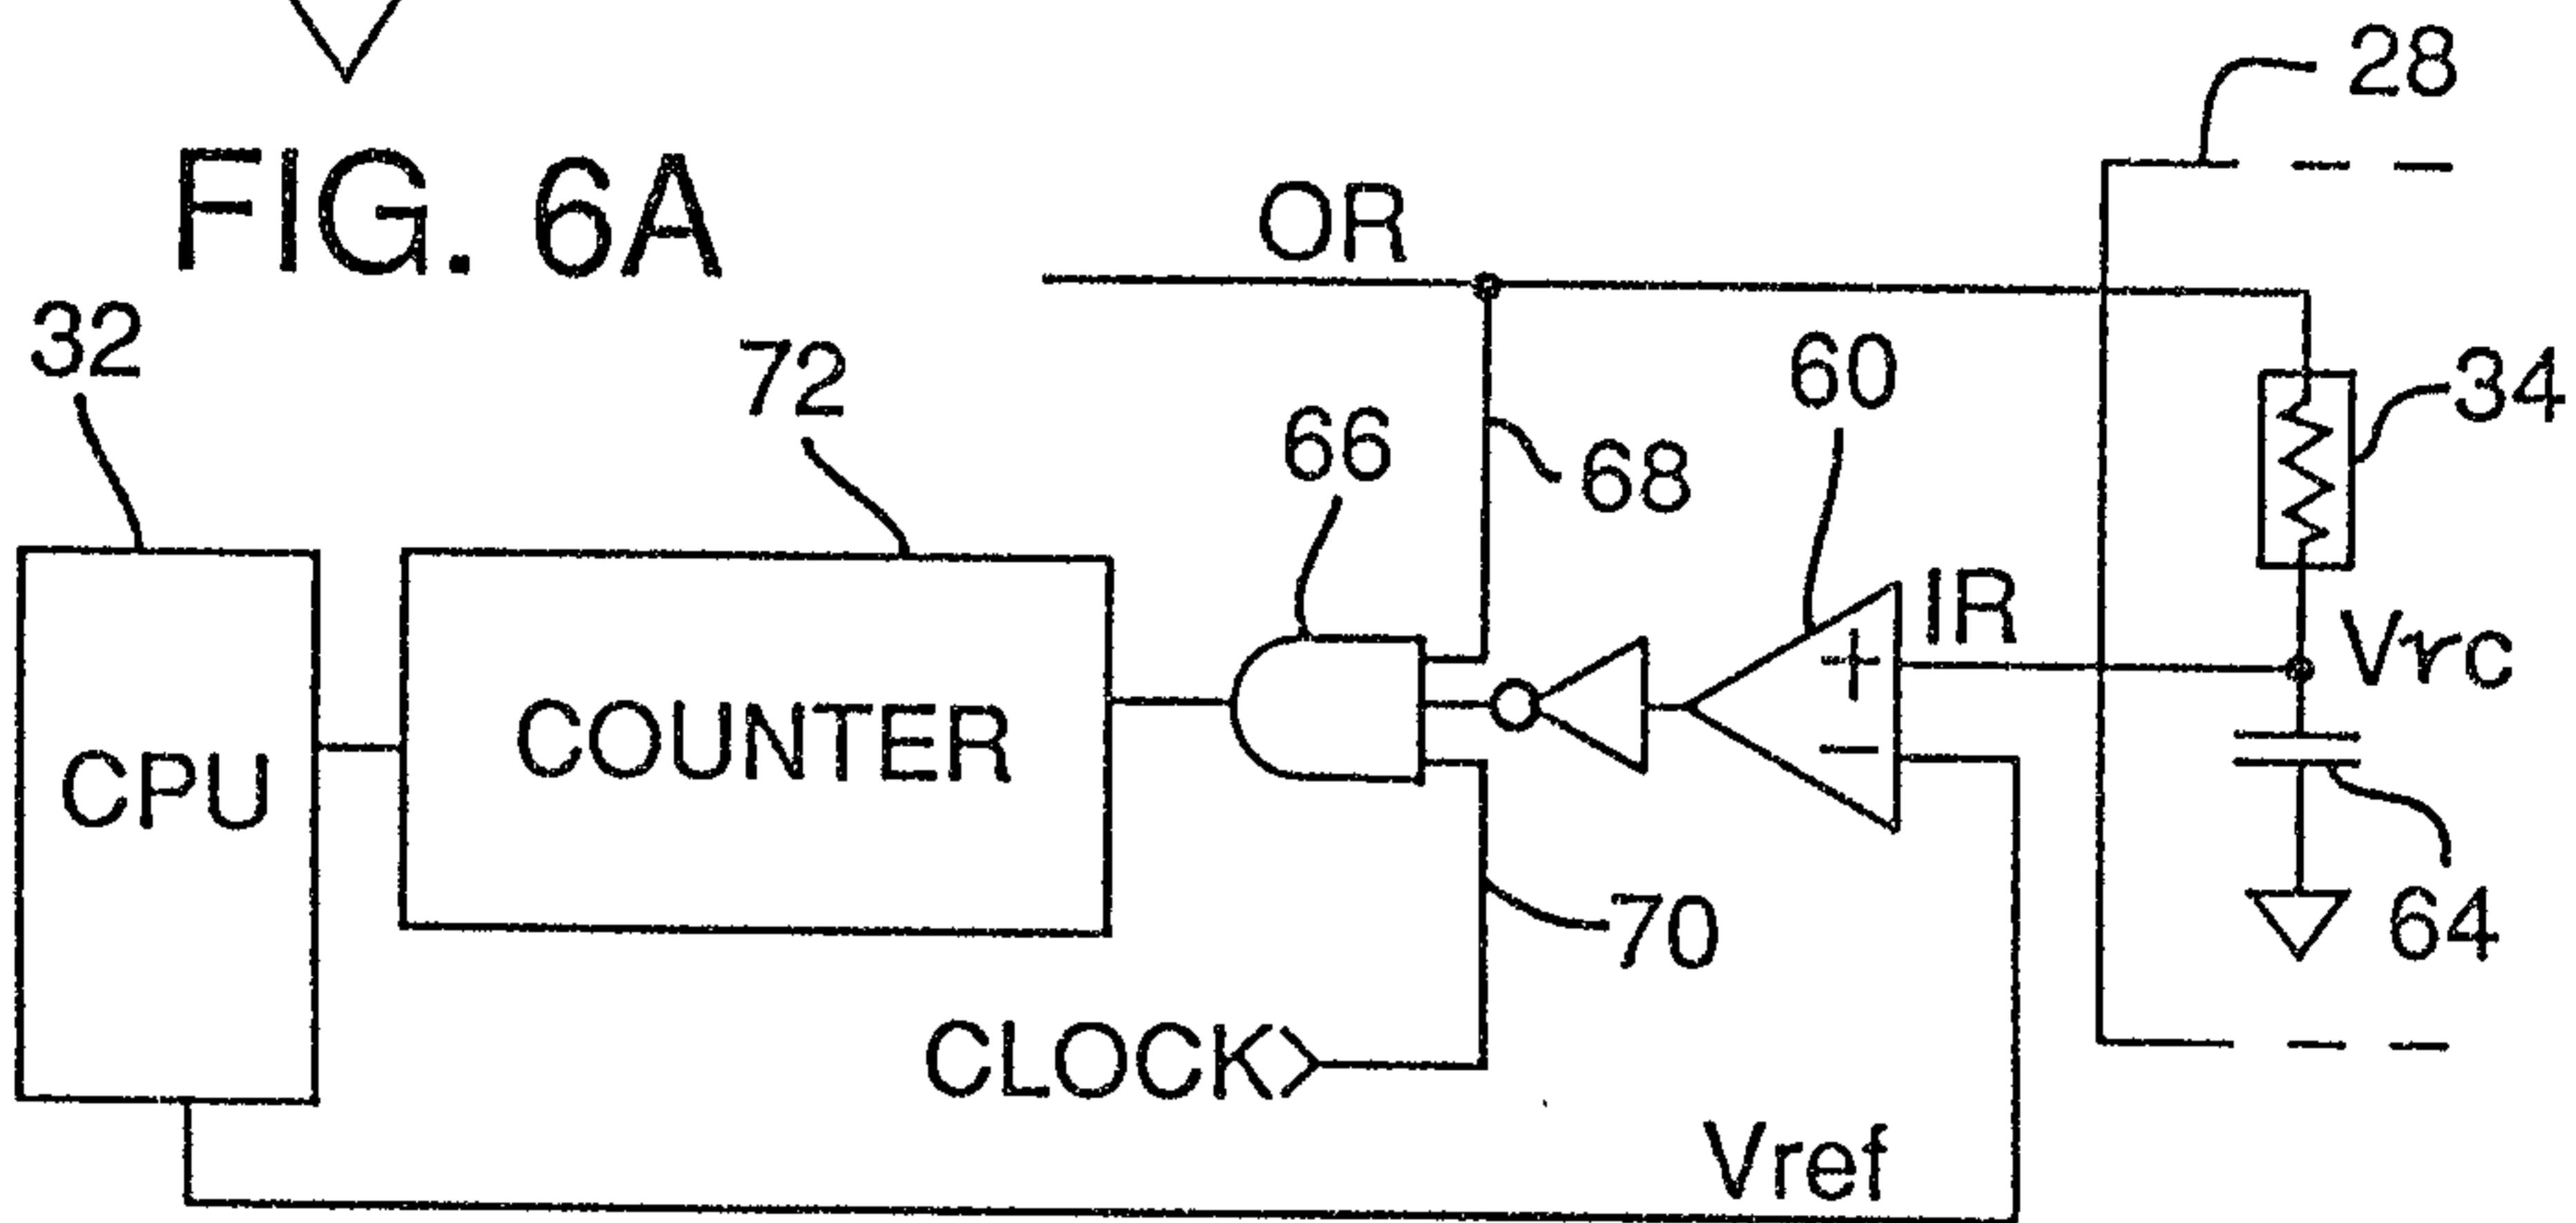 28
FIG. 6A
OR
32
72
60
34
66
68
IR
Vrc
+
−
COUNTER
CPU
64
70
CLOCK
Vref